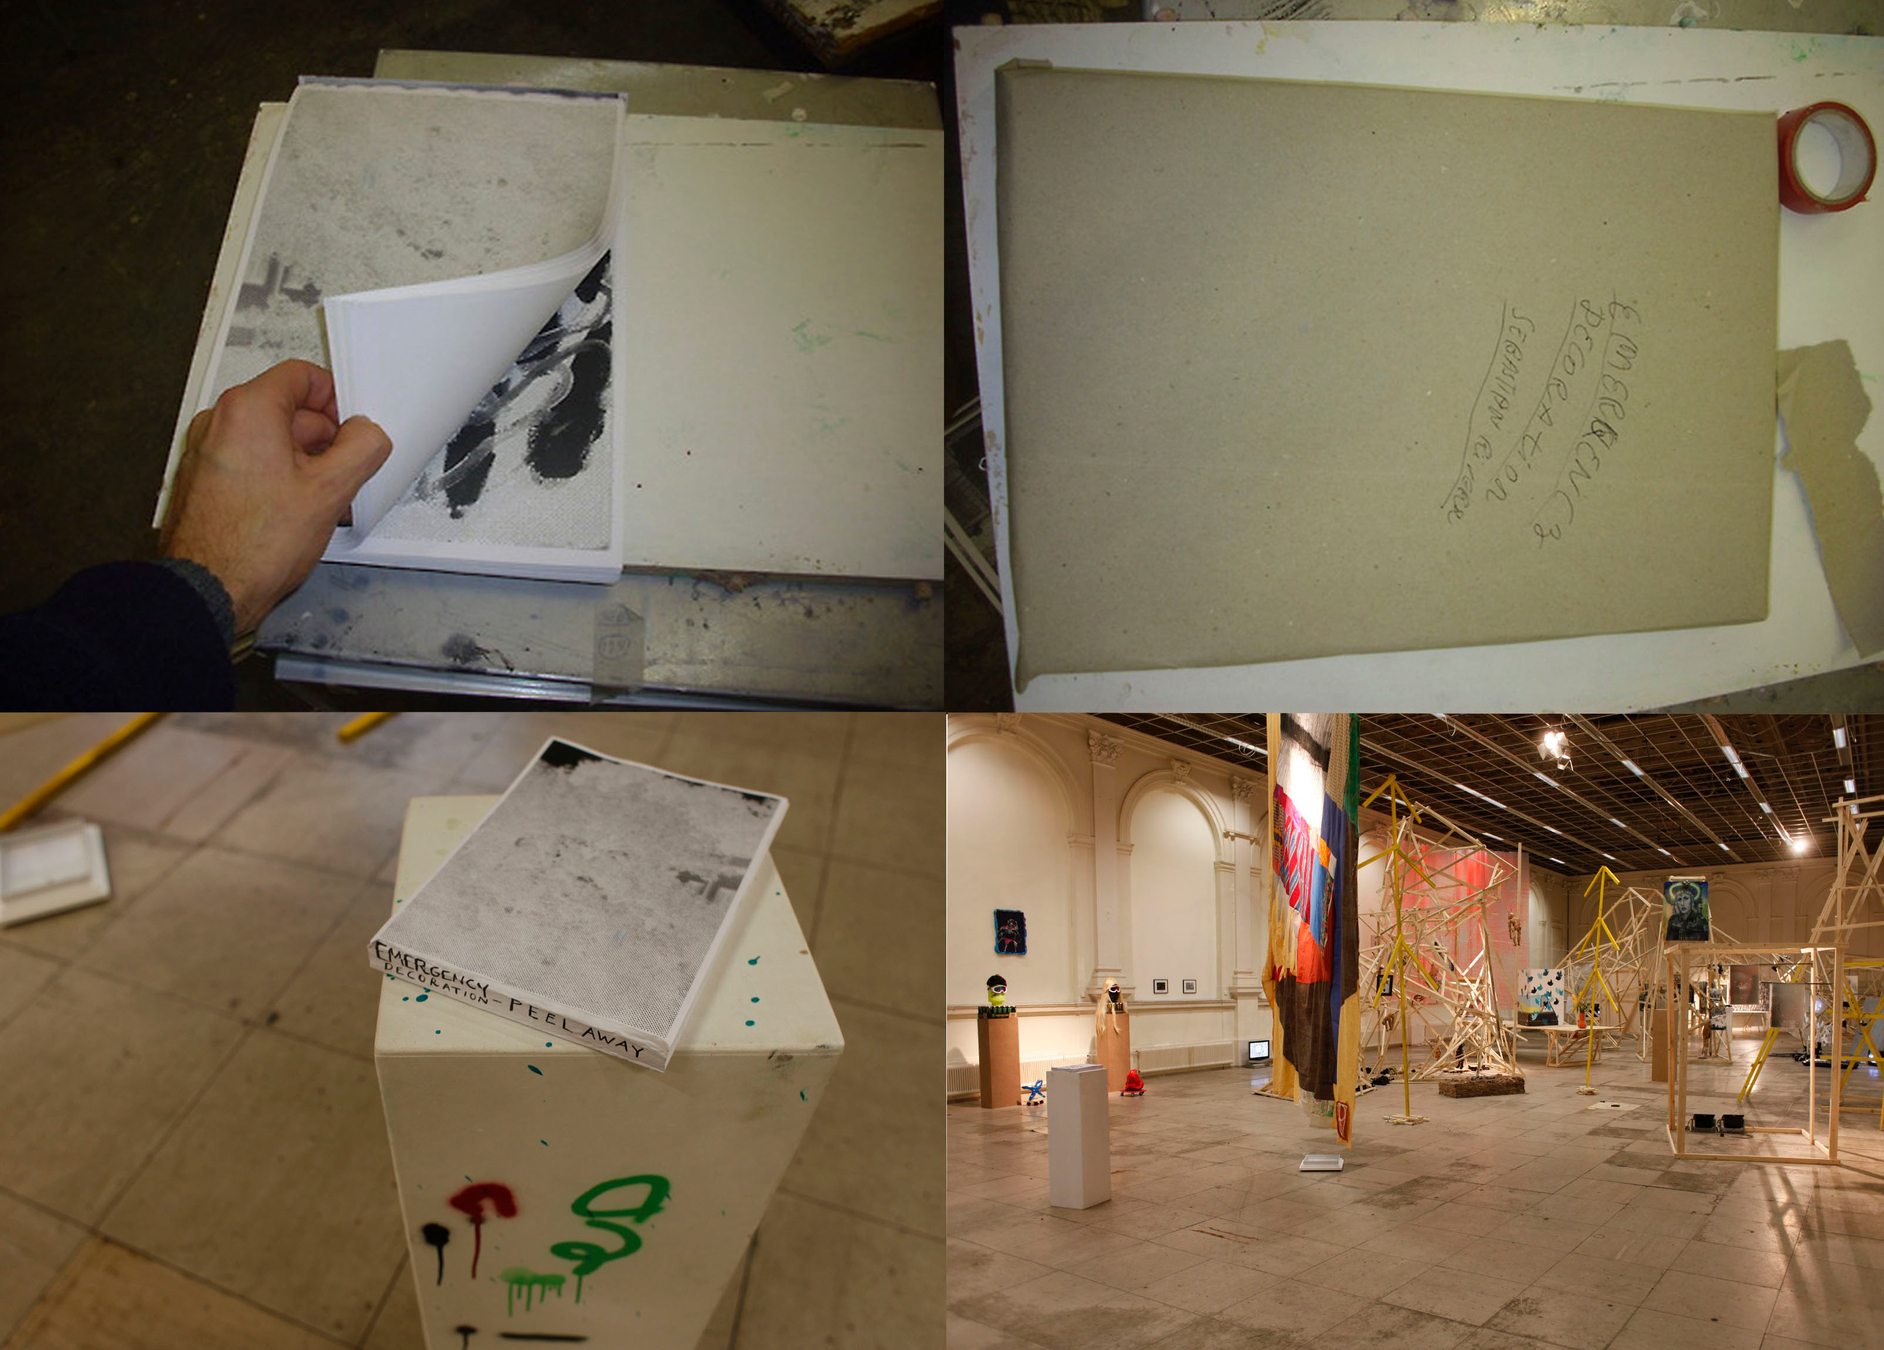 EMERGENCY
DECORATION
SEBASTIAN
EMERGENCY
DECORATION - PEEL AWAY